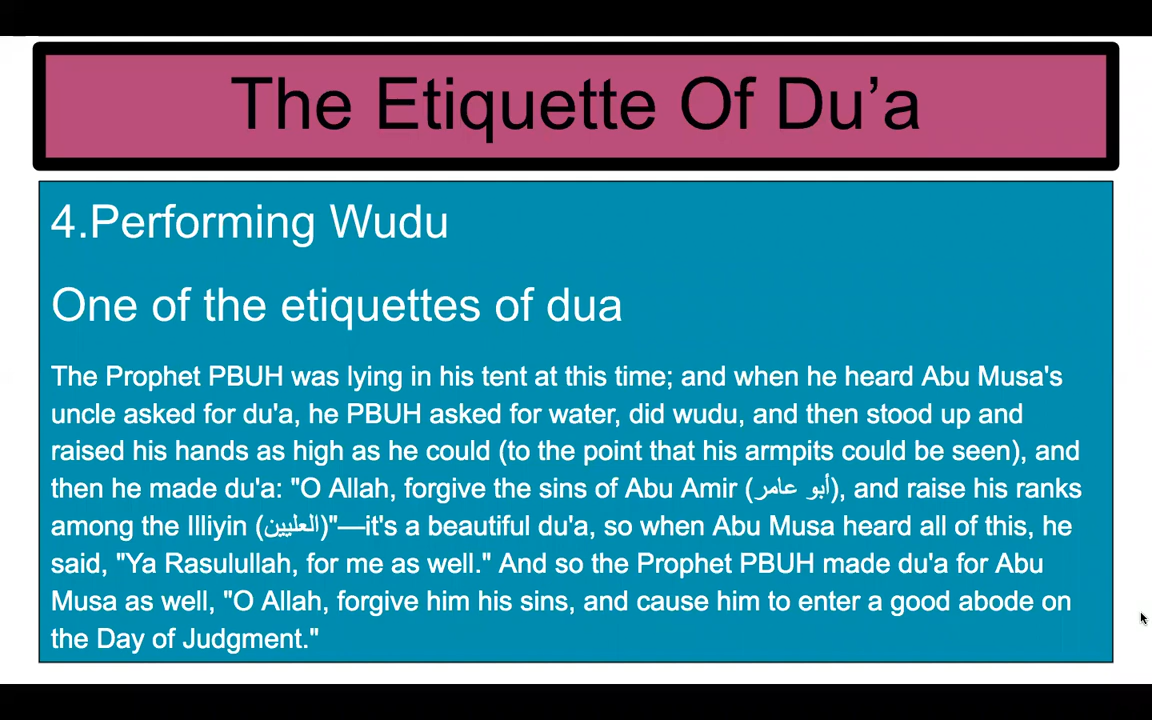 The Etiquette Of Du’a
4.Performing Wudu
One of the etiquettes of dua
The Prophet PBUH was lying in his tent at this time; and when he heard Abu Musa's
uncle asked for du'a, he PBUH asked for water, did wudu, and then stood up and
raised his hands as high as he could (to the point that his armpits could be seen), and
then he made du'a: "O Allah, forgive the sins of Abu Amir (أبو عامر), and raise his ranks
among the Illiyin (العليين)"—it's a beautiful du'a, so when Abu Musa heard all of this, he
said, "Ya Rasulullah, for me as well." And so the Prophet PBUH made du'a for Abu
Musa as well, "O Allah, forgive him his sins, and cause him to enter a good abode on
the Day of Judgment."